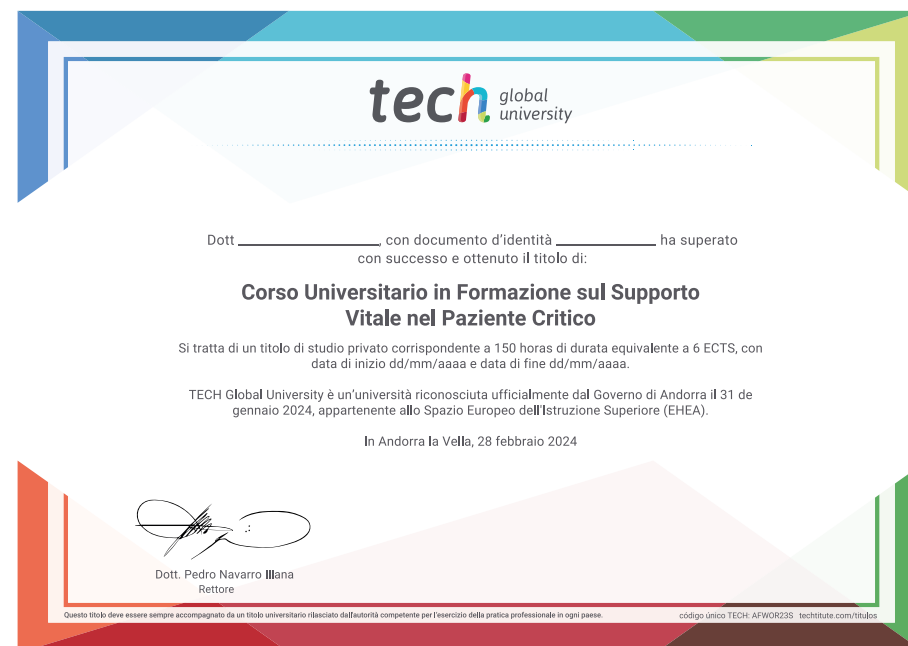 tech global university
Dott ____________, con documento d'identità ____________ ha superato
con successo e ottenuto il titolo di:
Corso Universitario in Formazione sul Supporto
Vitale nel Paziente Critico
Si tratta di un titolo di studio privato corrispondente a 150 horas di durata equivalente a 6 ECTS, con
data di inizio dd/mm/aaaa e data di fine dd/mm/aaaa.
TECH Global University è un'università riconosciuta ufficialmente dal Governo di Andorra il 31 de
gennaio 2024, appartenente allo Spazio Europeo dell'Istruzione Superiore (EHEA).
In Andorra la Vella, 28 febbraio 2024
Dott. Pedro Navarro Illana
Rettore
Questo titolo deve essere sempre accompagnato da un titolo universitario rilasciato dall'autorità competente per l'esercizio della pratica professionale in ogni paese.
código único TECH: AFWOR23S techtitute.com/titulos